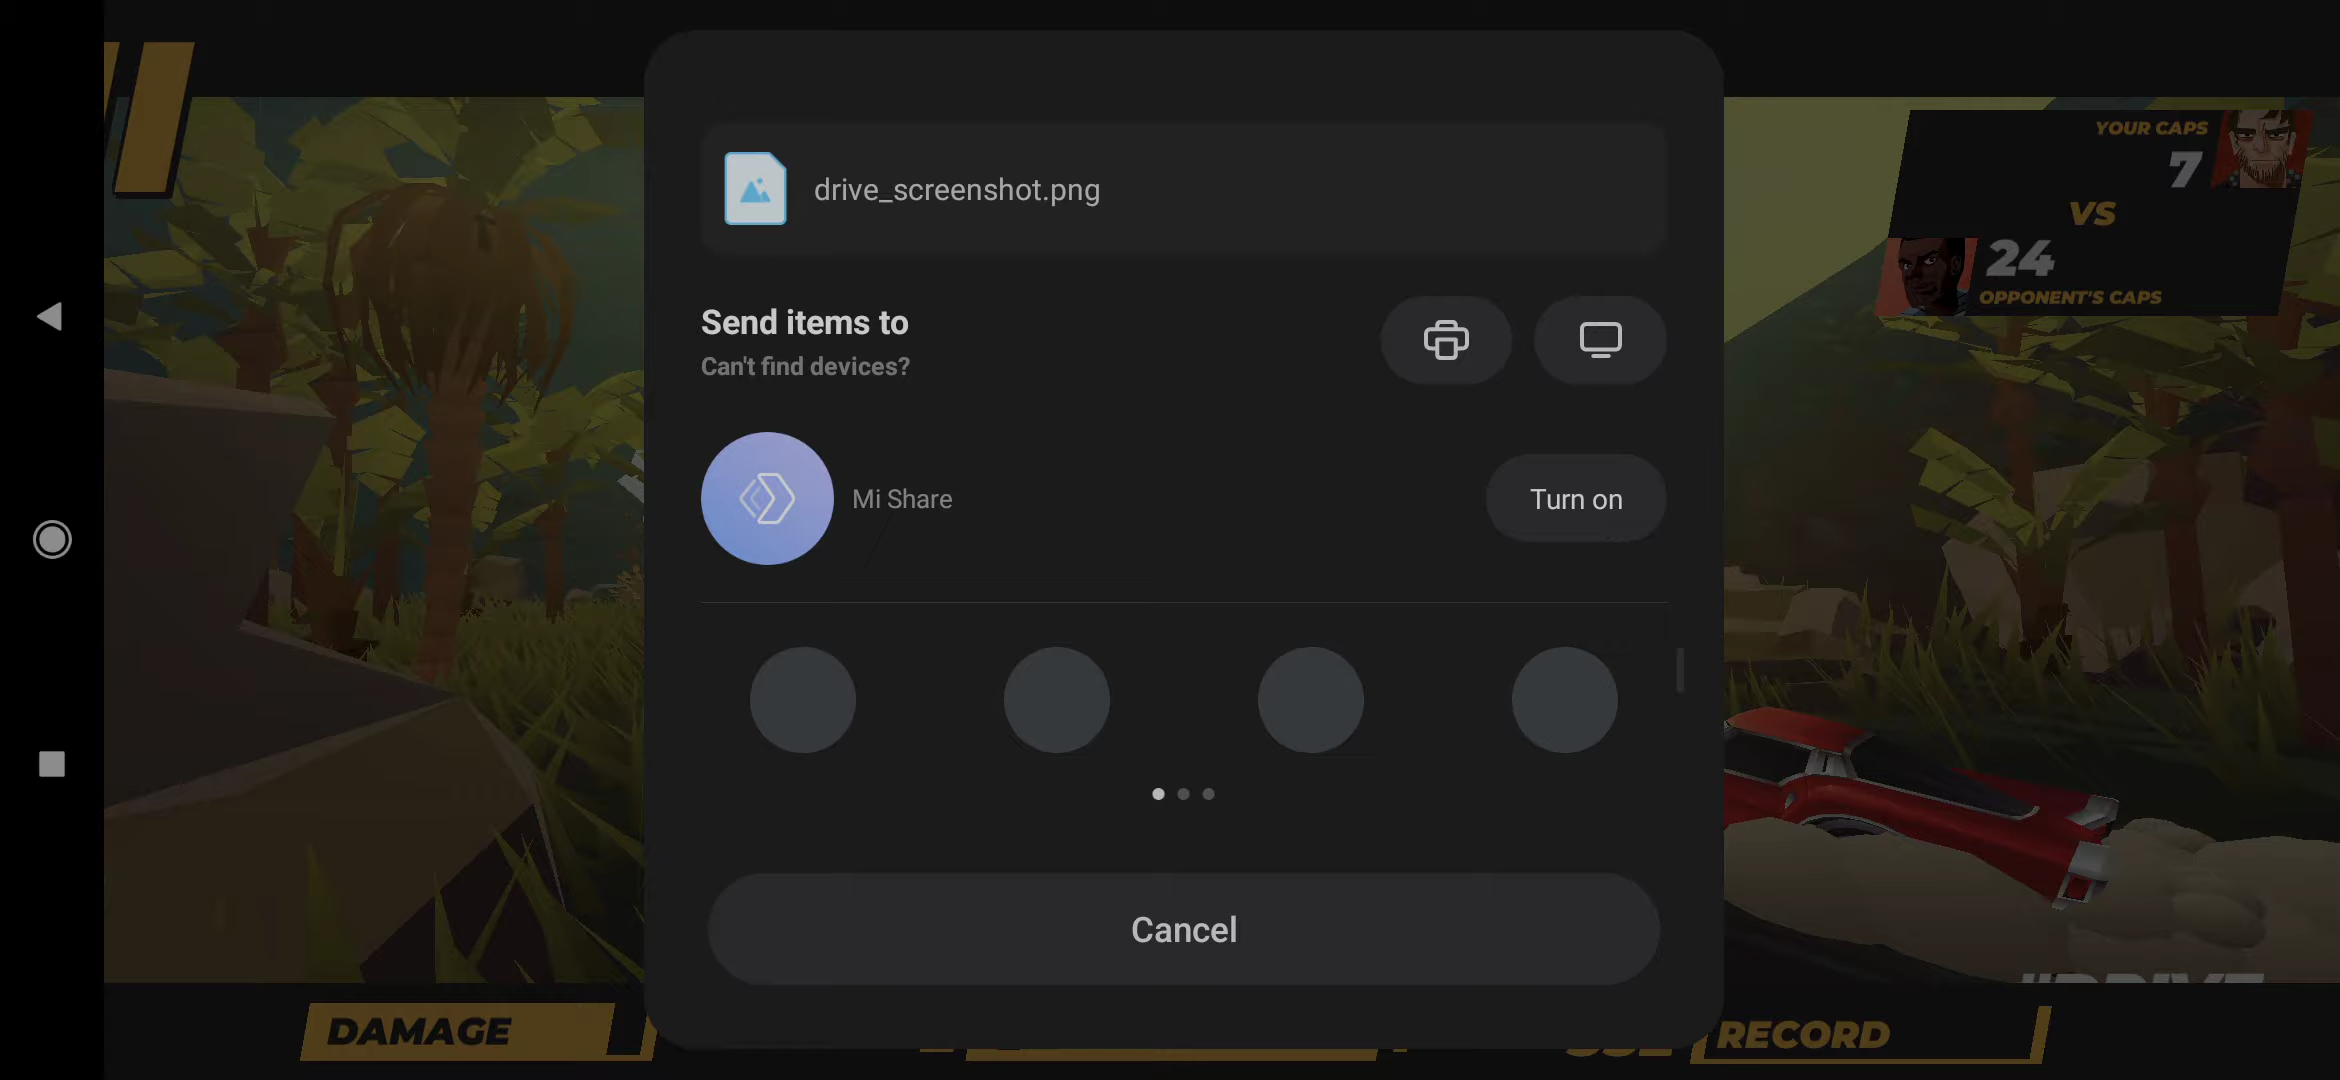 YOUR CAPS
7
VS
24
OPPONENT'S CAPS
drive_screenshot.png
Send items to
Can't find devices?
Mi Share
Turn on
Cancel
DAMAGE
RECORD